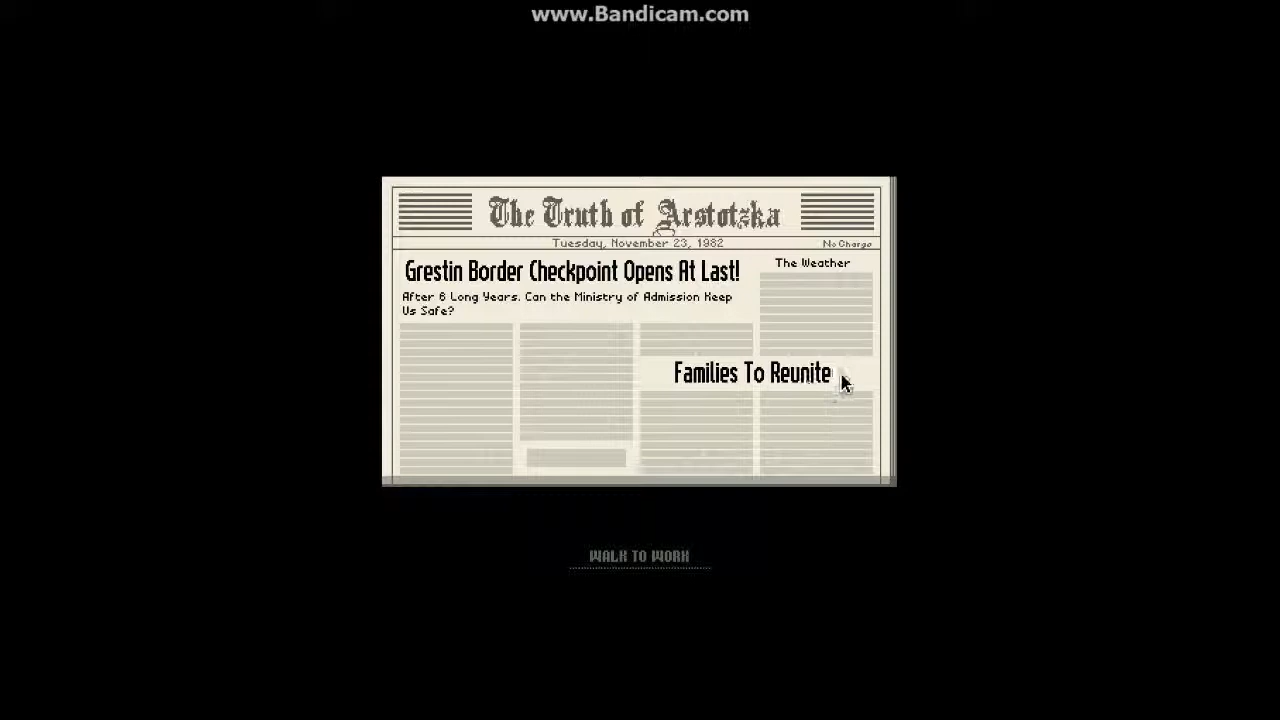 www.Bandicam.com
The Truth of Arstotzka
Tuesday, November 23, 1982
No Charge
Grestin Border Checkpoint Opens At Last!
The Weather
After 6 Long Years. Can the Ministry of Admission Keep
Us Safe?
Families To Reunite
WALK TO WORK